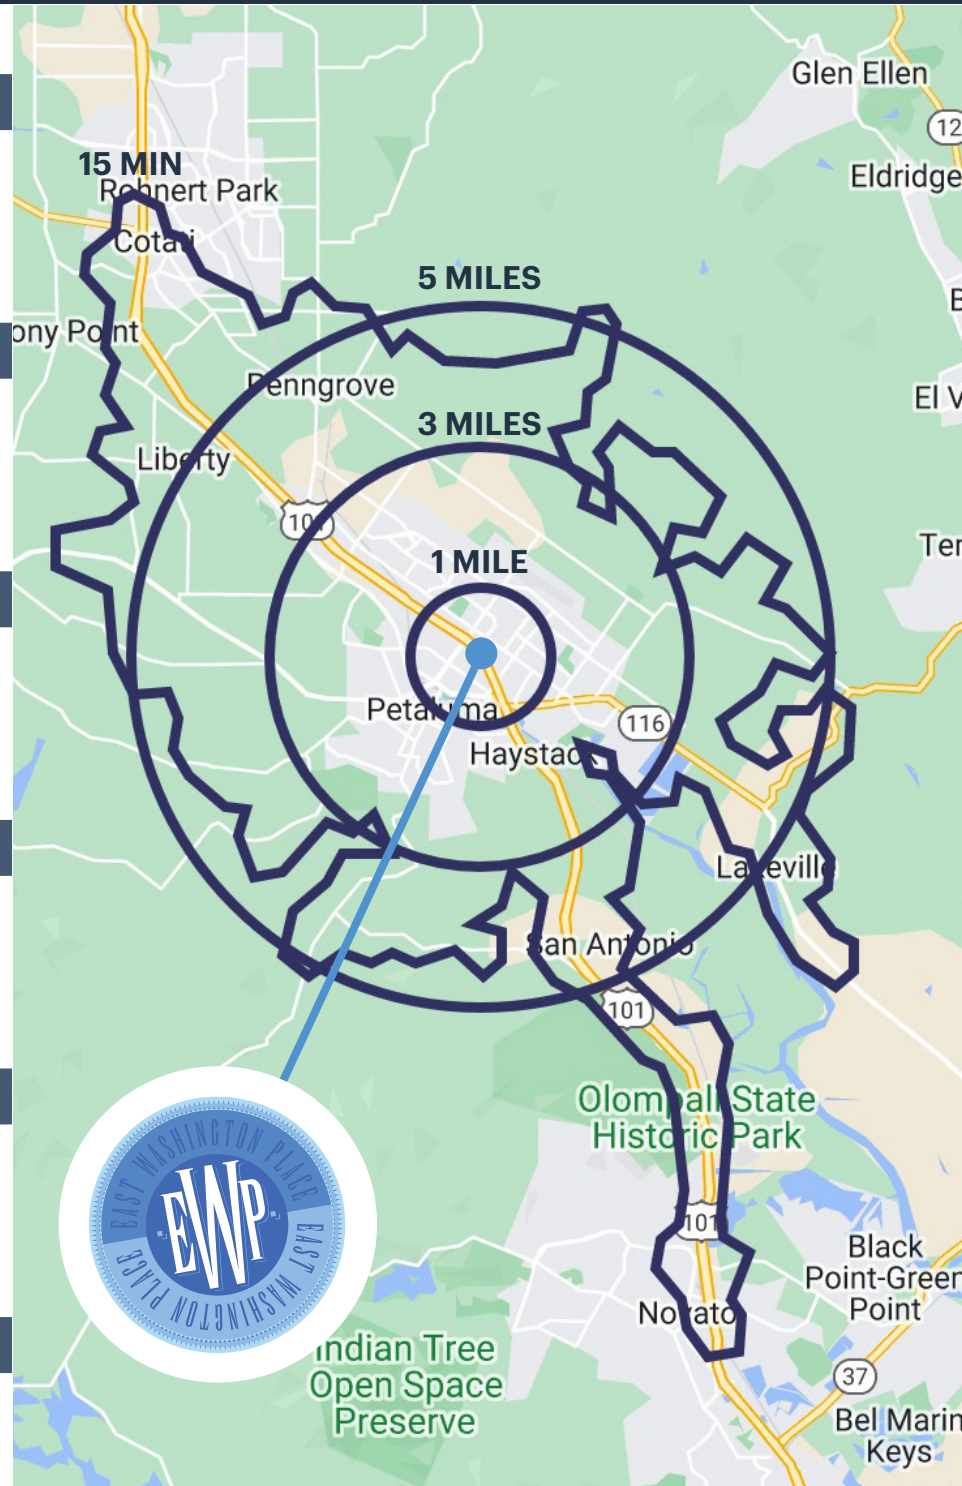 Glen Ellen
12
15 MIN
Rohnert Park
Eldridge
Cotati
5 MILES
ony Point
Penngrove
El V
3 MILES
Liberty
101
Ter
1 MILE
Petaluma
116
Haystack
Lakeville
San Antonio
101
Olompali State
Historic Park
EAST WASHINGTON PLACE
EWP
EAST WASHINGTON PLACE
101
Black
Point-Green
Point
Novato
Indian Tree
Open Space
Preserve
37
Bel Marin
Keys